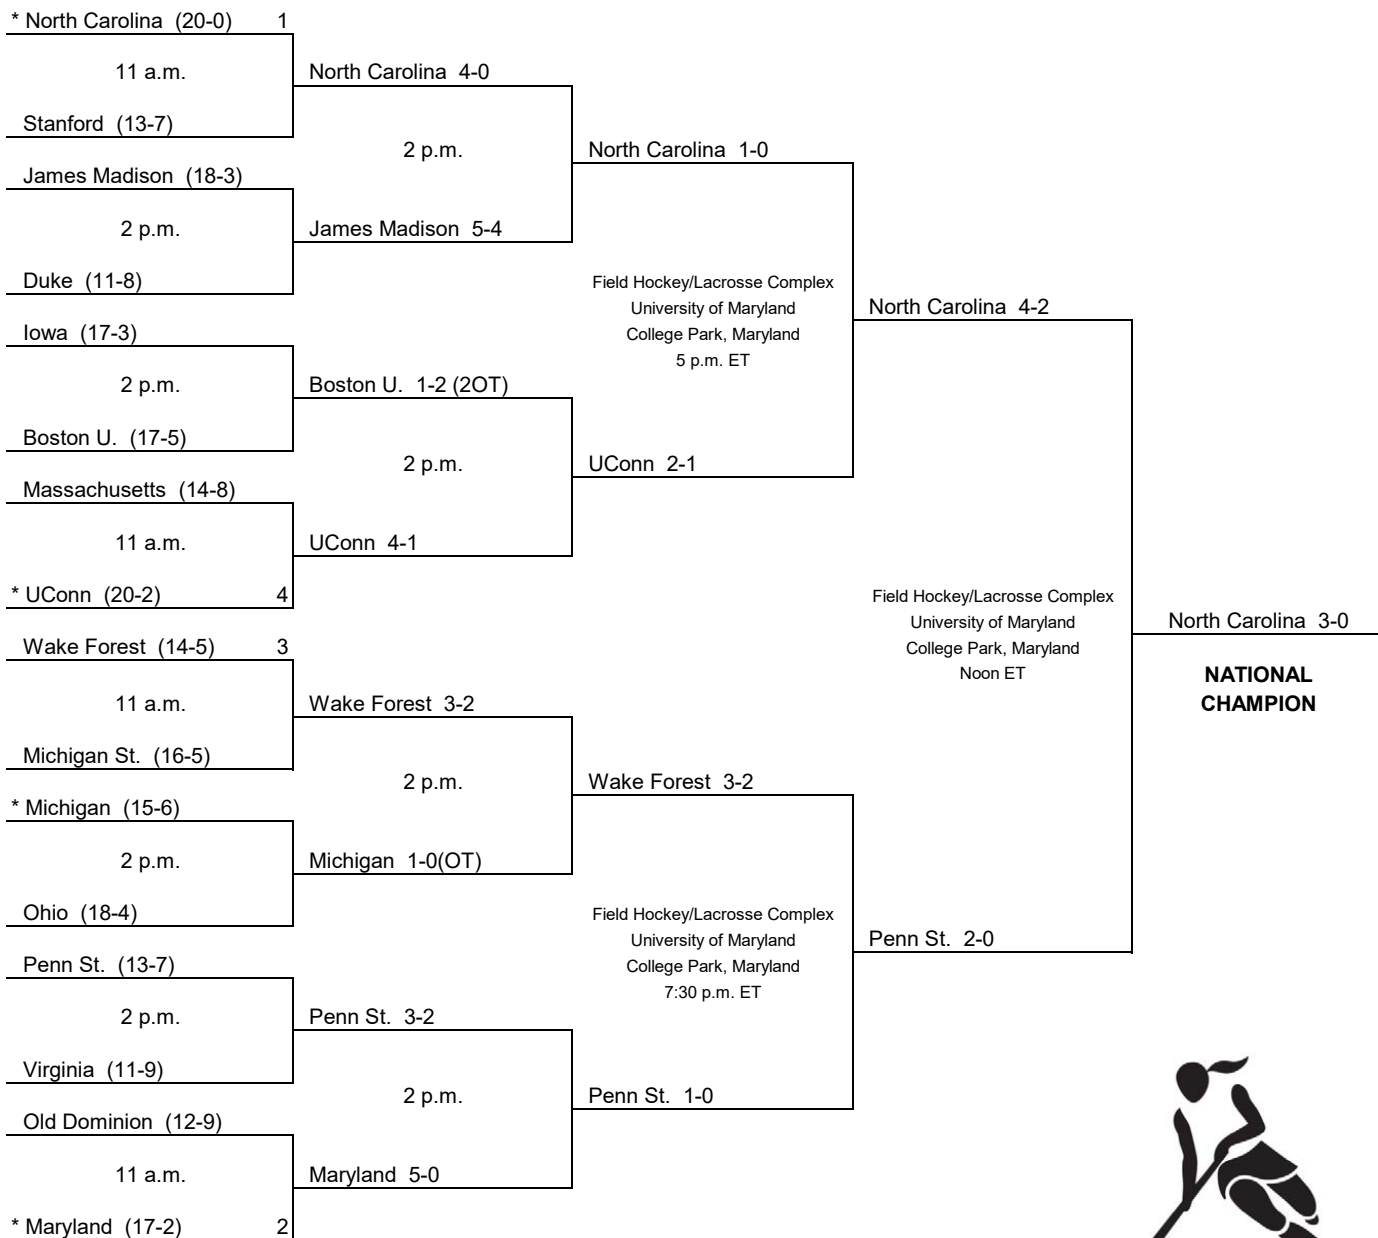 * North Carolina (20-0) 1
11 a.m.
Stanford (13-7)
James Madison (18-3)
2 p.m.
Duke (11-8)
Iowa (17-3)
2 p.m.
Boston U. (17-5)
Massachusetts (14-8)
11 a.m.
* UConn (20-2) 4
Wake Forest (14-5) 3
11 a.m.
Michigan St. (16-5)
* Michigan (15-6)
2 p.m.
Ohio (18-4)
Penn St. (13-7)
2 p.m.
Virginia (11-9)
Old Dominion (12-9)
11 a.m.
* Maryland (17-2) 2
North Carolina 4-0
2 p.m.
James Madison 5-4
Boston U. 1-2 (2OT)
2 p.m.
UConn 4-1
Wake Forest 3-2
2 p.m.
Michigan 1-0(OT)
Penn St. 3-2
2 p.m.
Maryland 5-0
North Carolina 1-0
Field Hockey/Lacrosse Complex
University of Maryland
College Park, Maryland
5 p.m. ET
UConn 2-1
Wake Forest 3-2
Field Hockey/Lacrosse Complex
University of Maryland
College Park, Maryland
7:30 p.m. ET
Penn St. 1-0
North Carolina 4-2
Field Hockey/Lacrosse Complex
University of Maryland
College Park, Maryland
Noon ET
Penn St. 2-0
North Carolina 3-0
NATIONAL
CHAMPION